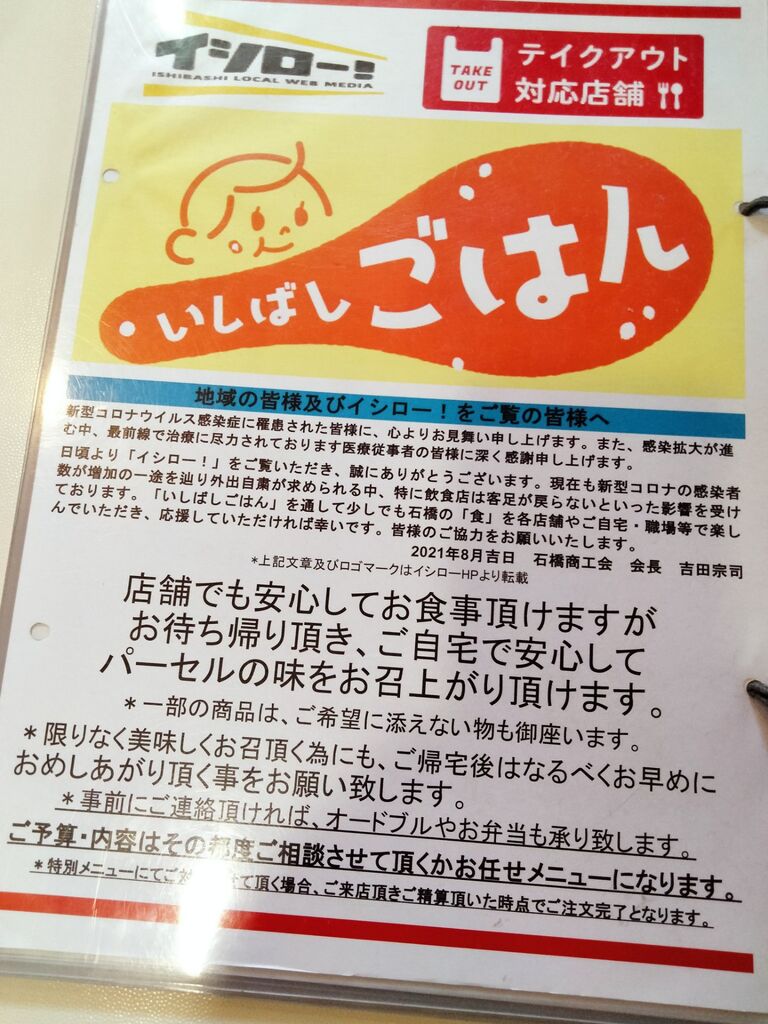 イシロー!
ISHIBASHI LOCAL WEB MEDIA
TAKE OUT
テイクアウト
対応店舗
いしばしごはん
地域の皆様及びイシロー！をご覧の皆様へ
新型コロナウイルス感染症に罹患された皆様に、心よりお見舞い申し上げます。また、感染拡大が進
む中、最前線で治療に尽力されております医療従事者の皆様に深く感謝申し上げます。
日頃より「イシロー！」をご覧いただき、誠にありがとうございます。現在も新型コロナの感染者
数が増加の一途を辿り外出自粛が求められる中、特に飲食店は客足が戻らないといった影響を受け
ております。「いしばしごはん」を通して少しでも石橋の「食」を各店舗やご自宅・職場等で楽し
んでいただき、応援していただければ幸いです。皆様のご協力をお願いいたします。
2021年8月吉日　石橋商工会　会長　吉田宗司
*上記文章及びロゴマークはイシローHPより転載
店舗でも安心してお食事頂けますが
お待ち帰り頂き、ご自宅で安心して
パーセルの味をお召上がり頂けます。
*一部の商品は、ご希望に添えない物も御座います。
*限りなく美味しくお召頂く為にも、ご帰宅後はなるべくお早めに
おめしあがり頂く事をお願い致します。
*事前にご連絡頂ければ、オードブルやお弁当も承り致します。
ご予算・内容はその都度ご相談させて頂くかお任せメニューになります。
*特別メニューにてご対 て頂く場合、ご来店頂きご精算頂いた時点でご注文完了となります。